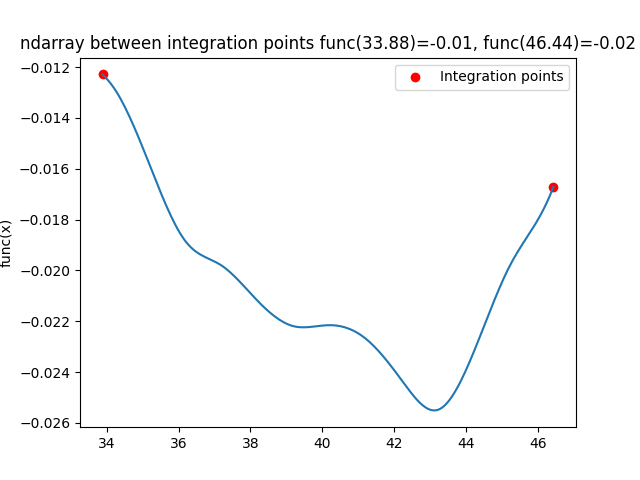 ndarray between integration points func(33.88)=-0.01, func(46.44)=-0.02
Integration points
−0.012
−0.014
−0.016
−0.018
−0.020
−0.022
−0.024
−0.026
func(x)
34 36 38 40 42 44 46